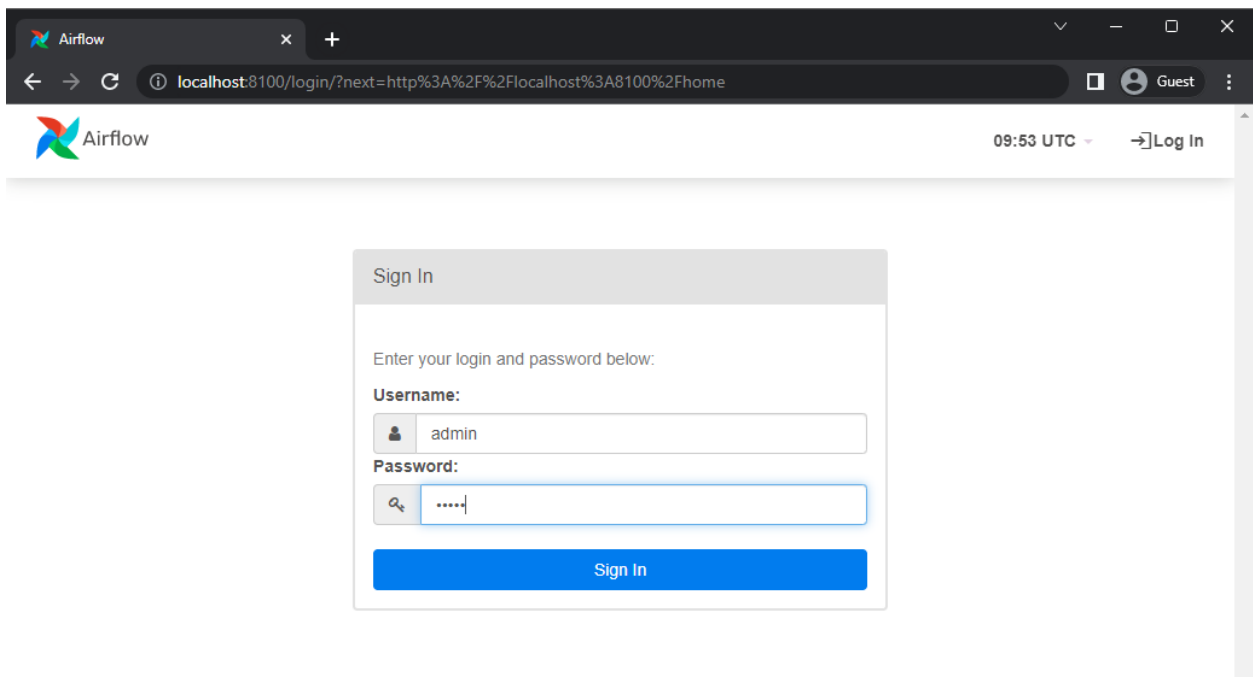 Airflow
localhost:8100/login/?next=http%3A%2F%2Flocalhost%3A8100%2Fhome
Guest
Airflow
09:53 UTC
Log In
Sign In
Enter your login and password below:
Username:
admin
Password:
•••••
Sign In